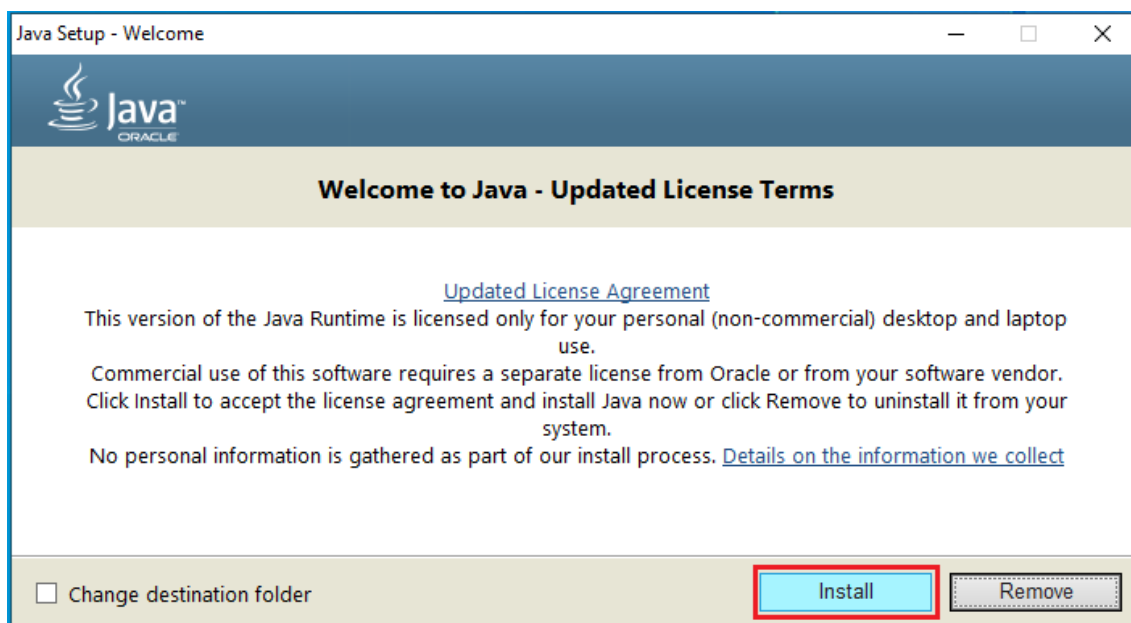 Java Setup - Welcome
Java™
ORACLE
Welcome to Java - Updated License Terms
Updated License Agreement
This version of the Java Runtime is licensed only for your personal (non-commercial) desktop and laptop
use.
Commercial use of this software requires a separate license from Oracle or from your software vendor.
Click Install to accept the license agreement and install Java now or click Remove to uninstall it from your
system.
No personal information is gathered as part of our install process. Details on the information we collect
Change destination folder
Install
Remove